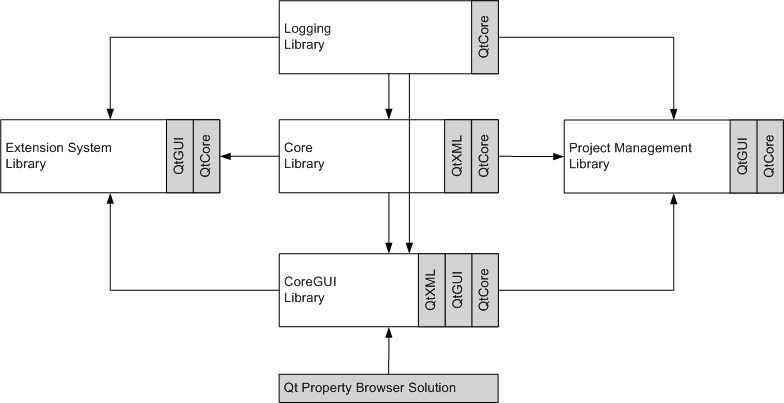 Logging
Library
QtCore
Extension System
Library
QtGUI
QtCore
Core
Library
QtXML
QtCore
Project Management
Library
QtGUI
QtCore
CoreGUI
Library
QtXML
QtGUI
QtCore
Qt Property Browser Solution